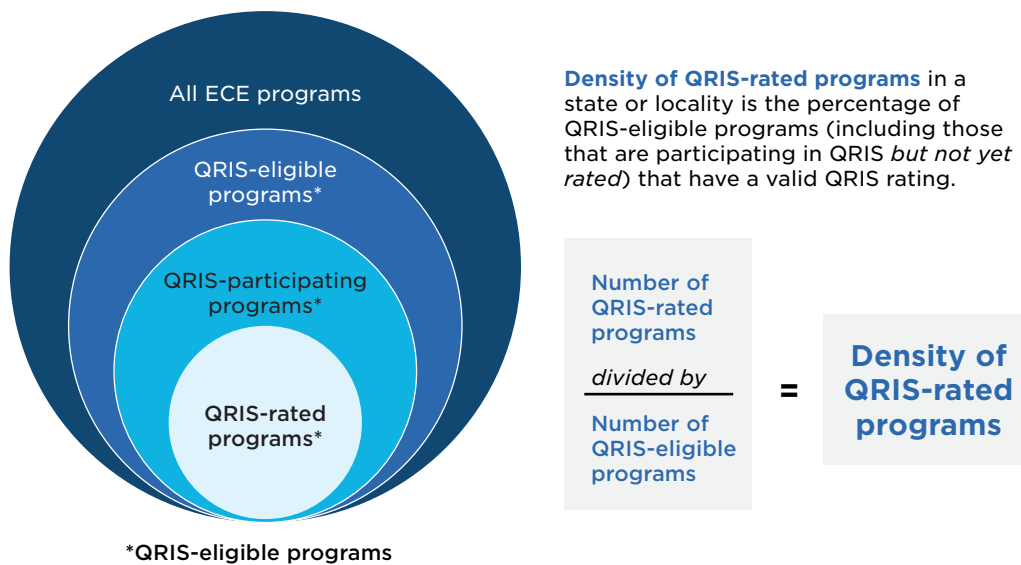 All ECE programs
QRIS-eligible
programs*
QRIS-participating
programs*
QRIS-rated
programs*
*QRIS-eligible programs
Density of QRIS-rated programs in a
state or locality is the percentage of
QRIS-eligible programs (including those
that are participating in QRIS but not yet
rated) that have a valid QRIS rating.
Number of
QRIS-rated
programs
divided by
Number of
QRIS-eligible
programs
=
Density of
QRIS-rated
programs